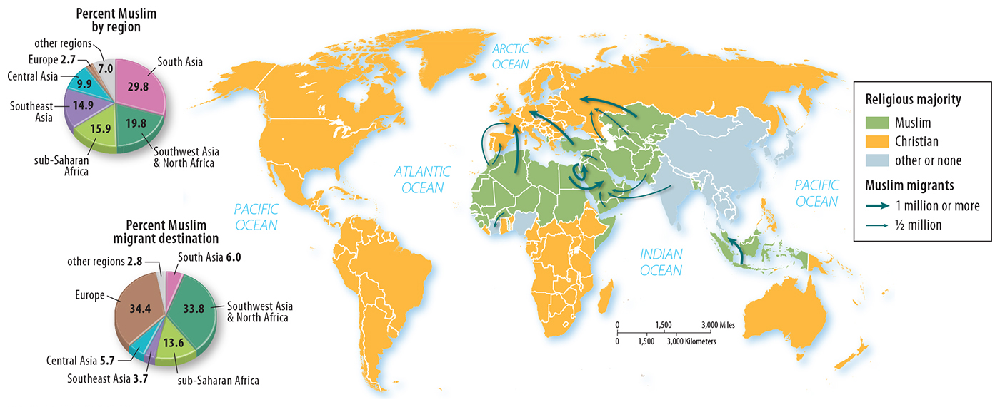 Percent Muslim
by region
other regions
7.0
Europe 2.7
Central Asia
9.9
Southeast
Asia
14.9
sub-Saharan
Africa
15.9
South Asia
29.8
19.8
Southwest Asia
& North Africa
Percent Muslim
migrant destination
other regions 2.8
South Asia 6.0
Europe
34.4
33.8
Southwest Asia
& North Africa
Central Asia 5.7
Southeast Asia 3.7
13.6
sub-Saharan Africa
ARCTIC
OCEAN
ATLANTIC
OCEAN
PACIFIC
OCEAN
INDIAN
OCEAN
PACIFIC
OCEAN
0 1,500 3,000 Miles
0 1,500 3,000 Kilometers
Religious majority
Muslim
Christian
other or none
Muslim migrants
1 million or more
½ million